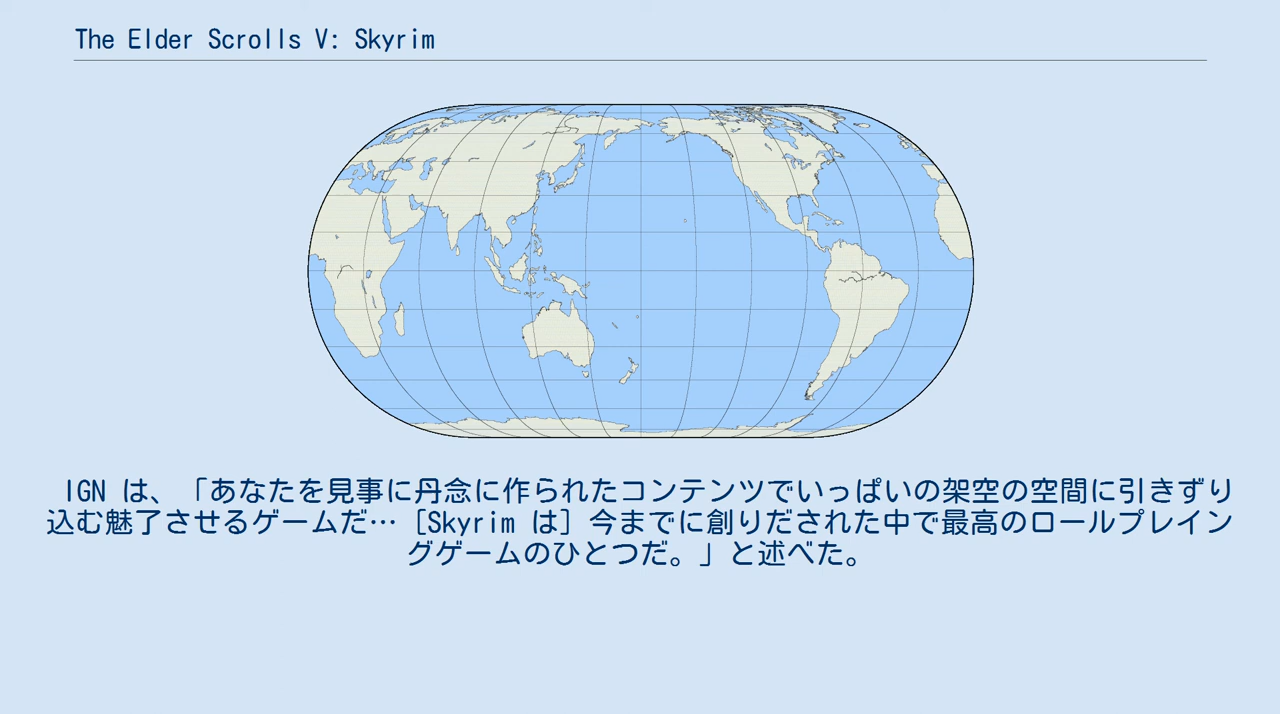 The Elder Scrolls V: Skyrim
IGN は、「あなたを見事に丹念に作られたコンテンツでいっぱいの架空の空間に引きずり
込む魅了させるゲームだ… [Skyrim は] 今までに創りだされた中で最高のロールプレイン
グゲームのひとつだ。」と述べた。